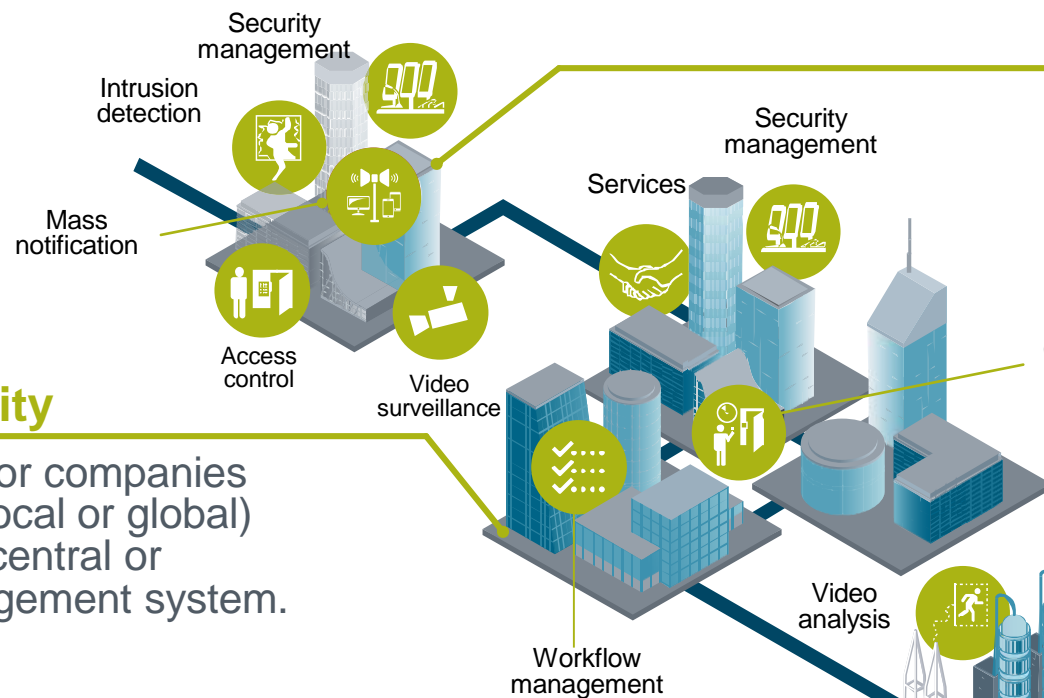 Security
management
Intrusion
detection
Security
management
Services
Mass
notification
Access
control
Video
surveillance
ity
or companies
ocal or global)
central or
gement system.
Video
analysis
Workflow
management